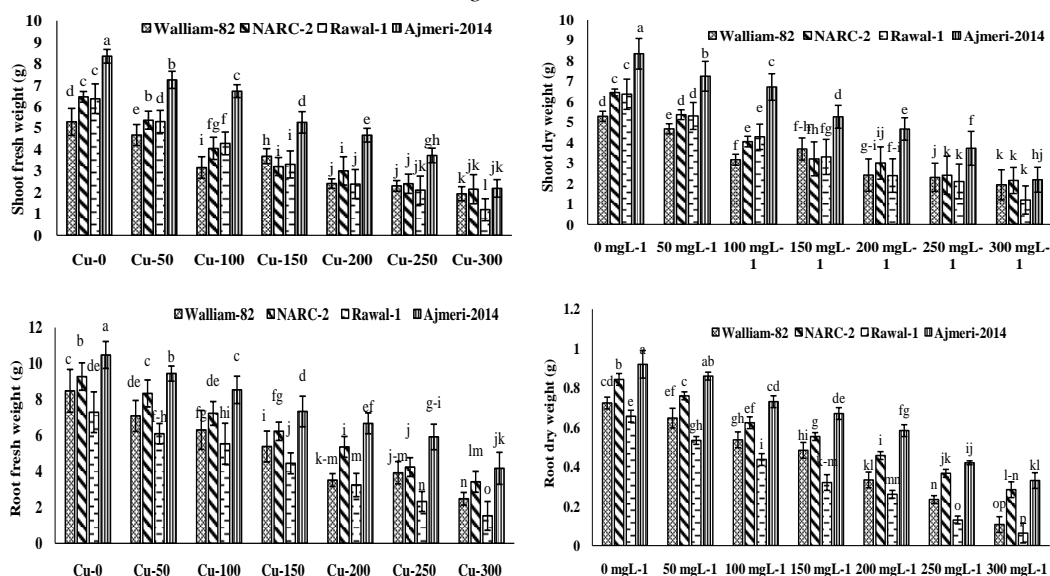 Walliam-82 NARC-2 Rawal-1 Ajmeri-2014
Shoot fresh weight (g)
10
9
8
7
6
5
4
3
2
1
0
d c c a
e b d b
i fg f c
h i i d
j i j e
j j jk gh
k jk l jk
Cu-0 Cu-50 Cu-100 Cu-150 Cu-200 Cu-250 Cu-300
Walliam-82 NARC-2 Rawal-1 Ajmeri-2014
Shoot dry weight (g)
10
9
8
7
6
5
4
3
2
1
0
d c c a
e d d b
f e e c
f-h fh fg d
g-i ij f-i e
j k k f
k k k hj
0 mgL-1 50 mgL-1 100 mgL-1 150 mgL-1 200 mgL-1 250 mgL-1 300 mgL-1
Walliam-82 NARC-2 Rawal-1 Ajmeri-2014
Root fresh weight (g)
12
10
8
6
4
2
0
c b de a
de c f-h b
fg de hi c
i fg j d
k-m i m ef
j-m j n g-i
n lm o jk
Cu-0 Cu-50 Cu-100 Cu-150 Cu-200 Cu-250 Cu-300
Walliam-82 NARC-2 Rawal-1 Ajmeri-2014
Root dry weight (g)
1.2
1
0.8
0.6
0.4
0.2
0
cd b e a
ef c gh ab
gh ef i cd
hi g k-m de
kl i mn fg
n jk o ij
op l-n n kl
0 mgL-1 50 mgL-1 100 mgL-1 150 mgL-1 200 mgL-1 250 mgL-1 300 mgL-1